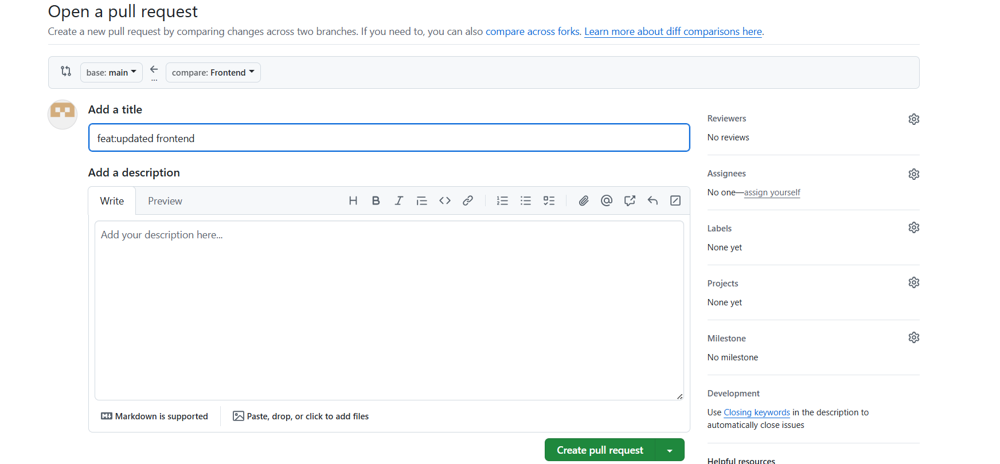 Open a pull request
Create a new pull request by comparing changes across two branches. If you need to, you can also compare across forks. Learn more about diff comparisons here.
base: main
...
compare: Frontend
Add a title
feat:updated frontend
Add a description
Write
Preview
Add your description here...
Markdown is supported
Paste, drop, or click to add files
Create pull request
Reviewers
No reviews
Assignees
No one—assign yourself
Labels
None yet
Projects
None yet
Milestone
No milestone
Development
Use Closing keywords in the description to
automatically close issues
Helpful resources